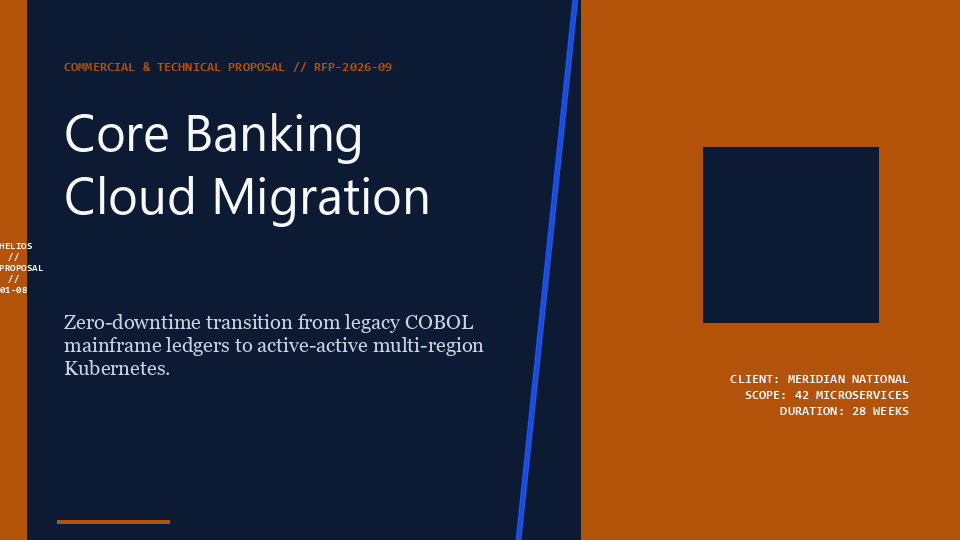 COMMERCIAL & TECHNICAL PROPOSAL // RFP-2026-09
Core Banking
Cloud Migration
HELIOS
//
PROPOSAL
//
01-08
Zero-downtime transition from legacy COBOL
mainframe ledgers to active-active multi-region
Kubernetes.
CLIENT: MERIDIAN NATIONAL
SCOPE: 42 MICROSERVICES
DURATION: 28 WEEKS